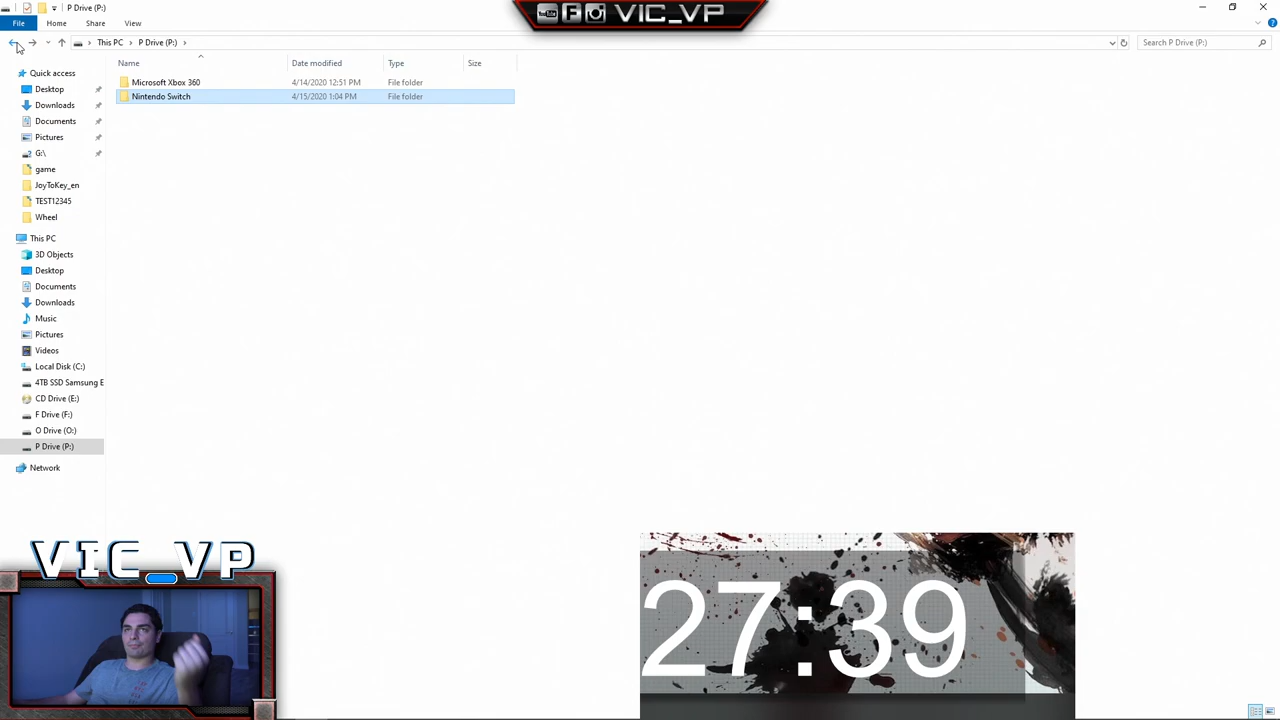 P Drive (P:)
VIC_VP
File Home Share View
This PC P Drive (P:)
Search P Drive (P:)
Name Date modified Type Size
Microsoft Xbox 360 4/14/2020 12:51 PM File folder
Nintendo Switch 4/15/2020 1:04 PM File folder
Quick access
Desktop
Downloads
Documents
Pictures
G:\
game
JoyToKey_en
TEST12345
Wheel
This PC
3D Objects
Desktop
Documents
Downloads
Music
Pictures
Videos
Local Disk (C:)
4TB SSD Samsung E
CD Drive (E:)
F Drive (F:)
O Drive (O:)
P Drive (P:)
Network
VIC_VP
27:39